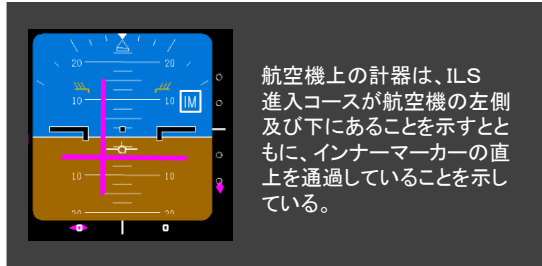 20 20
10 10 IM
10 10
20 20
航空機上の計器は、ILS
進入コースが航空機の左側
及び下にあることを示すとと
もに、インナーマーカーの直
上を通過していることを示し
ている。